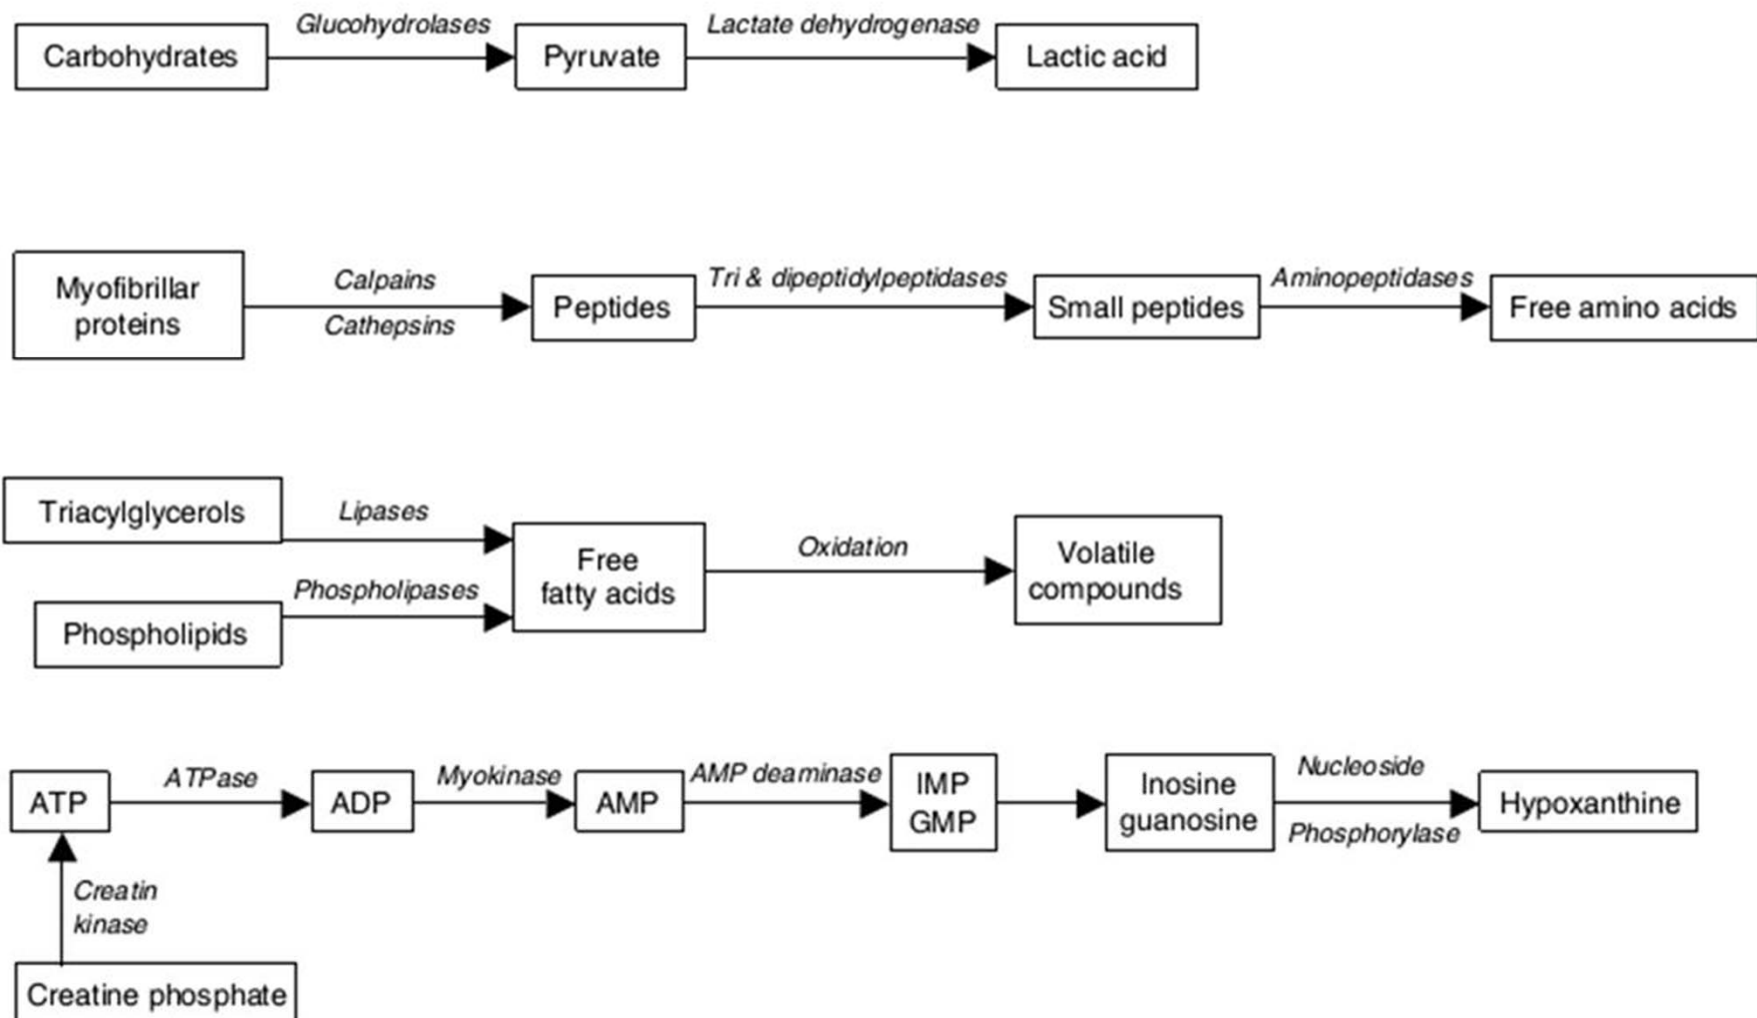 Glucohydrolases
Lactate dehydrogenase
Carbohydrates
Pyruvate
Lactic acid
Myofibrillar
proteins
Calpains
Cathepsins
Peptides
Tri & dipeptidylpeptidases
Small peptides
Aminopeptidases
Free amino acids
Triacylglycerols
Lipases
Phospholipids
Phospholipases
Free
fatty acids
Oxidation
Volatile
compounds
ATP
ATPase
ADP
Myokinase
AMP
AMP deaminase
IMP
GMP
Inosine
guanosine
Nucleoside
Phosphorylase
Hypoxanthine
Creatin
kinase
Creatine phosphate